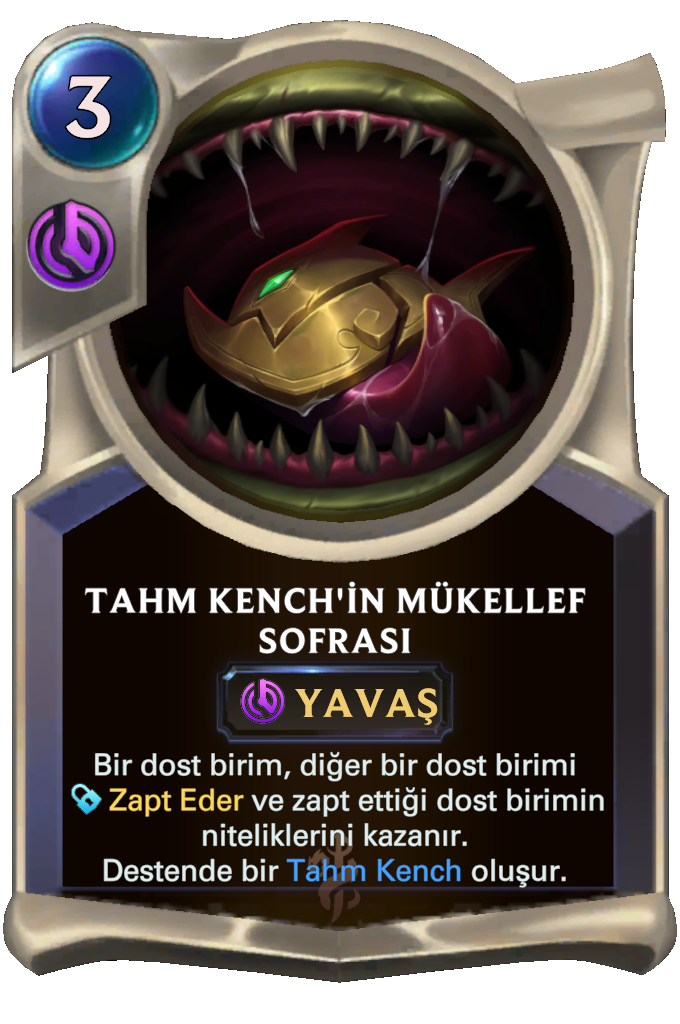 3
TAHM KENCH'İN MÜKELLEF
SOFRASI
YAVAŞ
Bir dost birim, diğer bir dost birimi
Zapt Eder ve zapt ettiği dost birimin
niteliklerini kazanır.
Destende bir Tahm Kench oluşur.